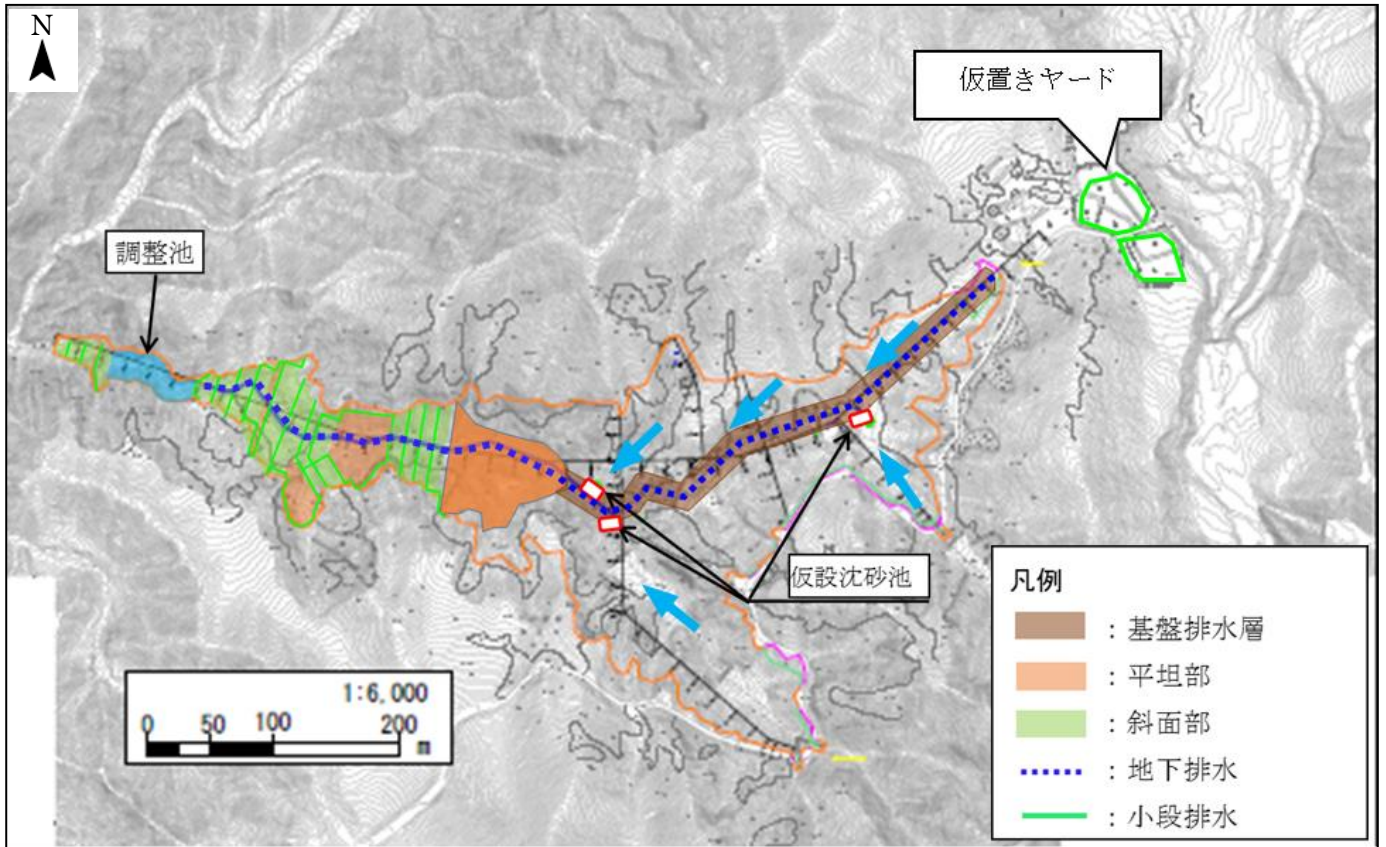 N
仮置きヤード
調整池
仮設沈砂池
凡例
：基盤排水層
：平坦部
：斜面部
：地下排水
：小段排水
1:6,000
0 50 100 200
m